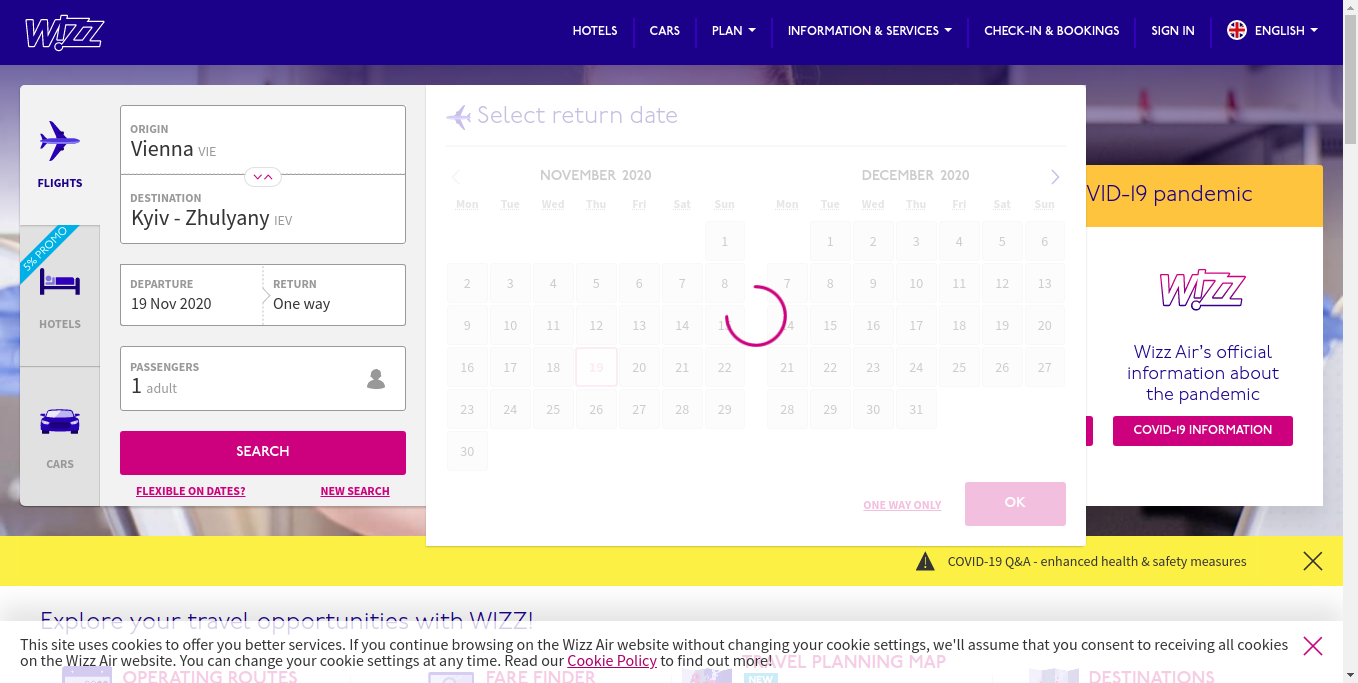 WIZZ
HOTELS
CARS
PLAN
INFORMATION & SERVICES
CHECK-IN & BOOKINGS
SIGN IN
ENGLISH
FLIGHTS
5% PROMO
HOTELS
CARS
ORIGIN
Vienna VIE
DESTINATION
Kyiv - Zhulyany IEV
DEPARTURE
19 Nov 2020
RETURN
One way
PASSENGERS
1 adult
SEARCH
FLEXIBLE ON DATES?
NEW SEARCH
Select return date
NOVEMBER 2020
Mon Tue Wed Thu Fri Sat Sun
1
2 3 4 5 6 7 8
9 10 11 12 13 14
16 17 18 19 20 21 22
23 24 25 26 27 28 29
30
DECEMBER 2020
Mon Tue Wed Thu Fri Sat Sun
1 2 3 4 5 6
7 8 9 10 11 12 13
14 15 16 17 18 19 20
21 22 23 24 25 26 27
28 29 30 31
ONE WAY ONLY
OK
VID-19 pandemic
WIZZ
Wizz Air's official
information about
the pandemic
COVID-19 INFORMATION
COVID-19 Q&A - enhanced health & safety measures
Explore your travel opportunities with WIZZ!
This site uses cookies to offer you better services. If you continue browsing on the Wizz Air website without changing your cookie settings, we'll assume that you consent to receiving all cookies
on the Wizz Air website. You can change your cookie settings at any time. Read our Cookie Policy to find out more!
OPERATING ROUTES
FARE FINDER
TRAVEL PLANNING MAP
NEW
DESTINATIONS